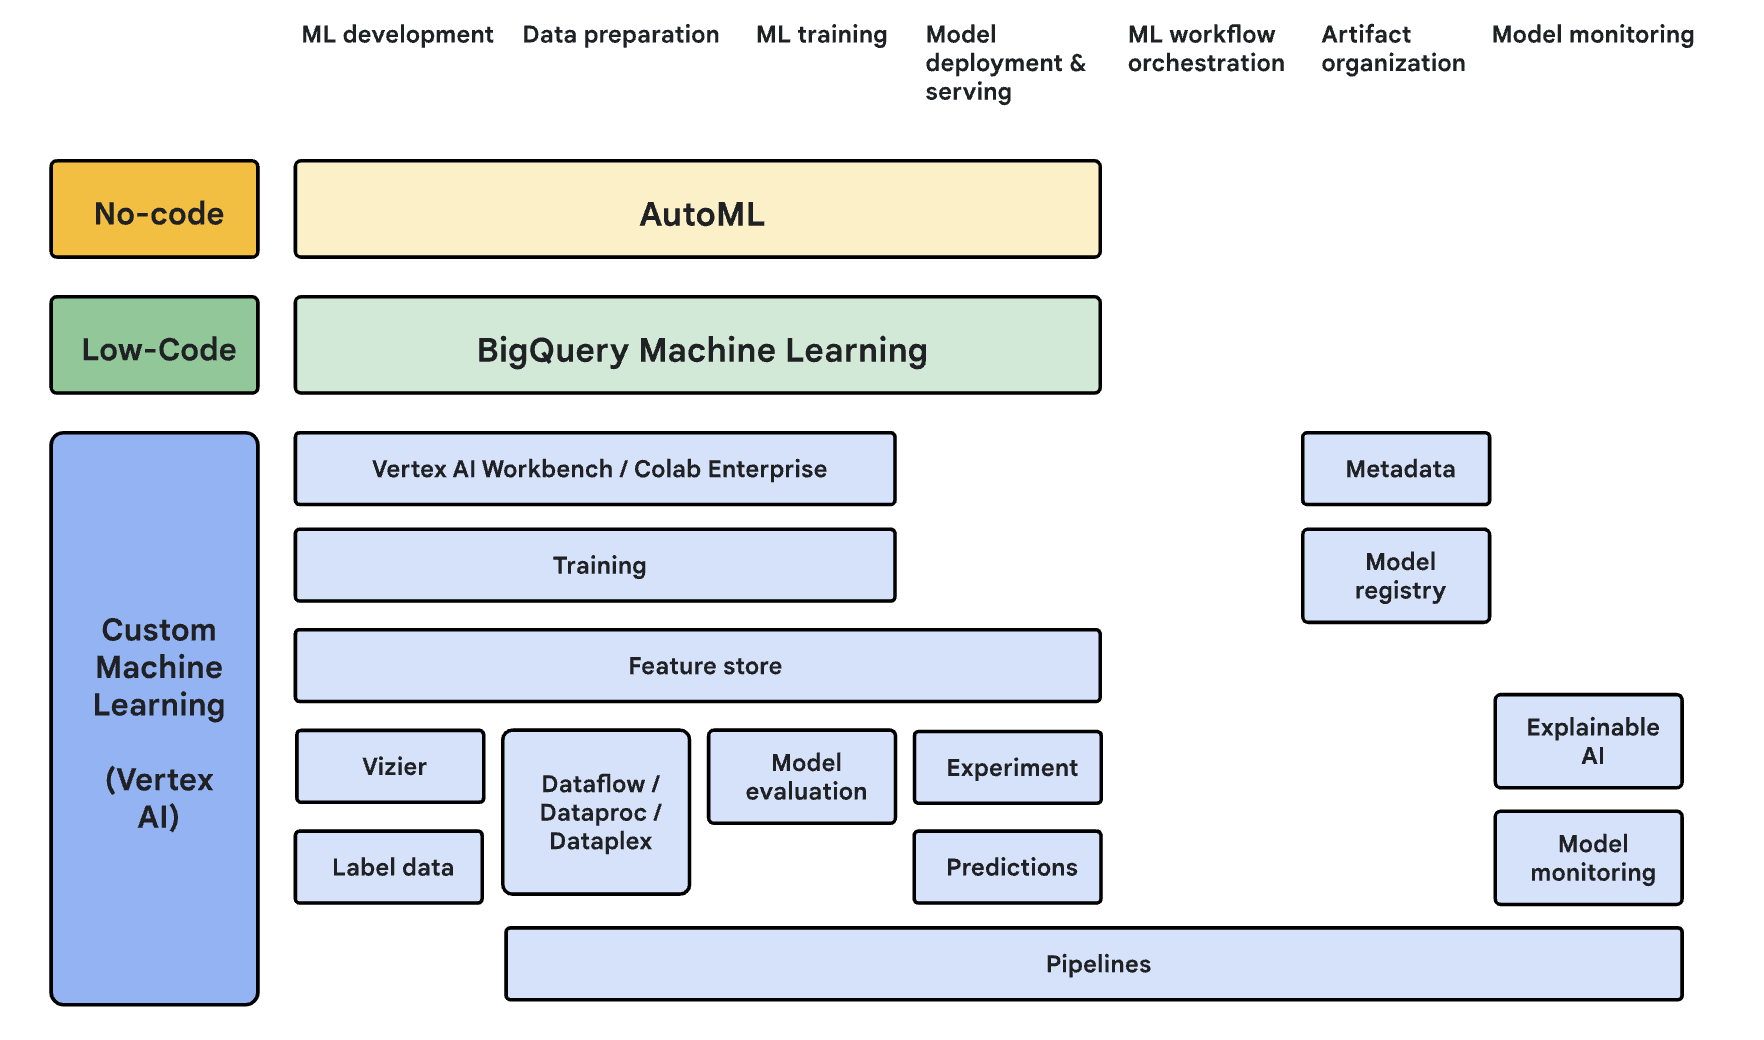 ML development
Data preparation
ML training
Model
deployment &
serving
ML workflow
orchestration
Artifact
organization
Model monitoring
No-code
AutoML
Low-Code
BigQuery Machine Learning
Custom
Machine
Learning
(Vertex
AI)
Vertex AI Workbench / Colab Enterprise
Metadata
Training
Model
registry
Feature store
Vizier
Dataflow /
Dataproc /
Dataplex
Model
evaluation
Experiment
Explainable
AI
Label data
Predictions
Model
monitoring
Pipelines